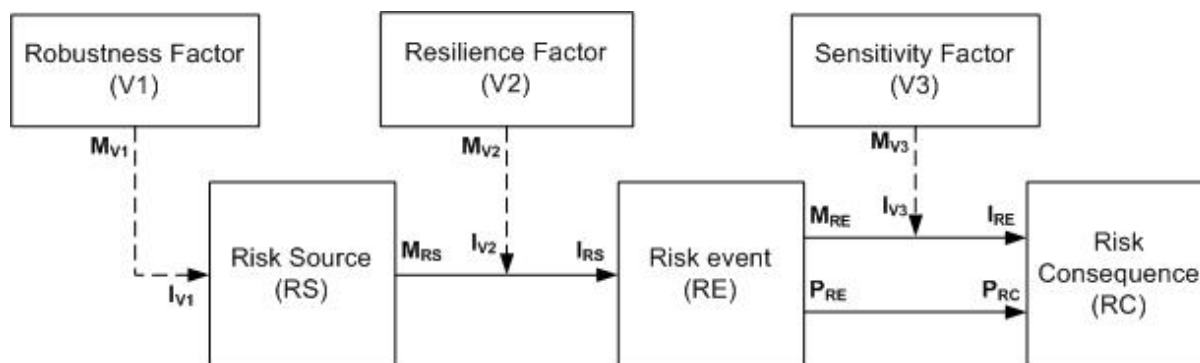 Robustness Factor
(V1)
Resilience Factor
(V2)
Sensitivity Factor
(V3)
MV1
MV2
MV3
IV1
Risk Source
(RS)
MRS
IV2
IRS
Risk event
(RE)
MRE
IV3
IRE
PRE
PRC
Risk
Consequence
(RC)